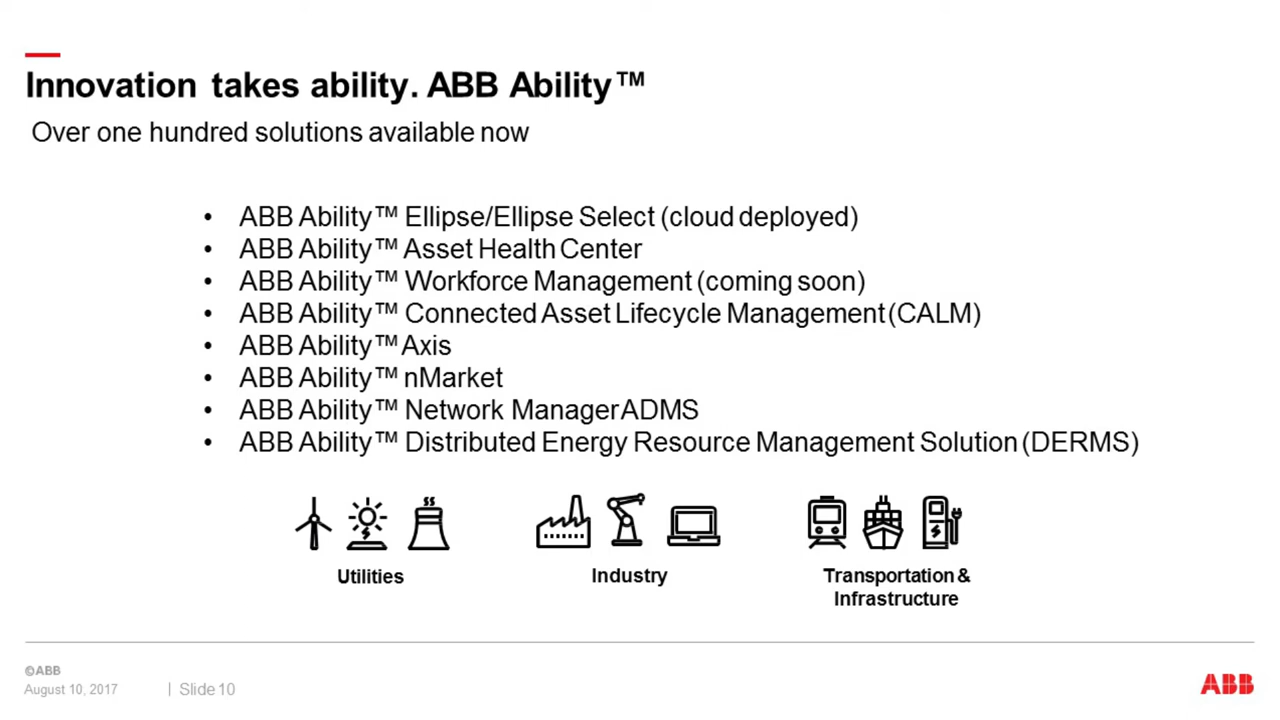 Innovation takes ability. ABB Ability™
Over one hundred solutions available now
• ABB Ability™ Ellipse/Ellipse Select (cloud deployed)
• ABB Ability™ Asset Health Center
• ABB Ability™ Workforce Management (coming soon)
• ABB Ability™ Connected Asset Lifecycle Management (CALM)
• ABB Ability™ Axis
• ABB Ability™ nMarket
• ABB Ability™ Network Manager ADMS
• ABB Ability™ Distributed Energy Resource Management Solution (DERMS)
Utilities
Industry
Transportation &
Infrastructure
©ABB
August 10, 2017 | Slide 10
ABB